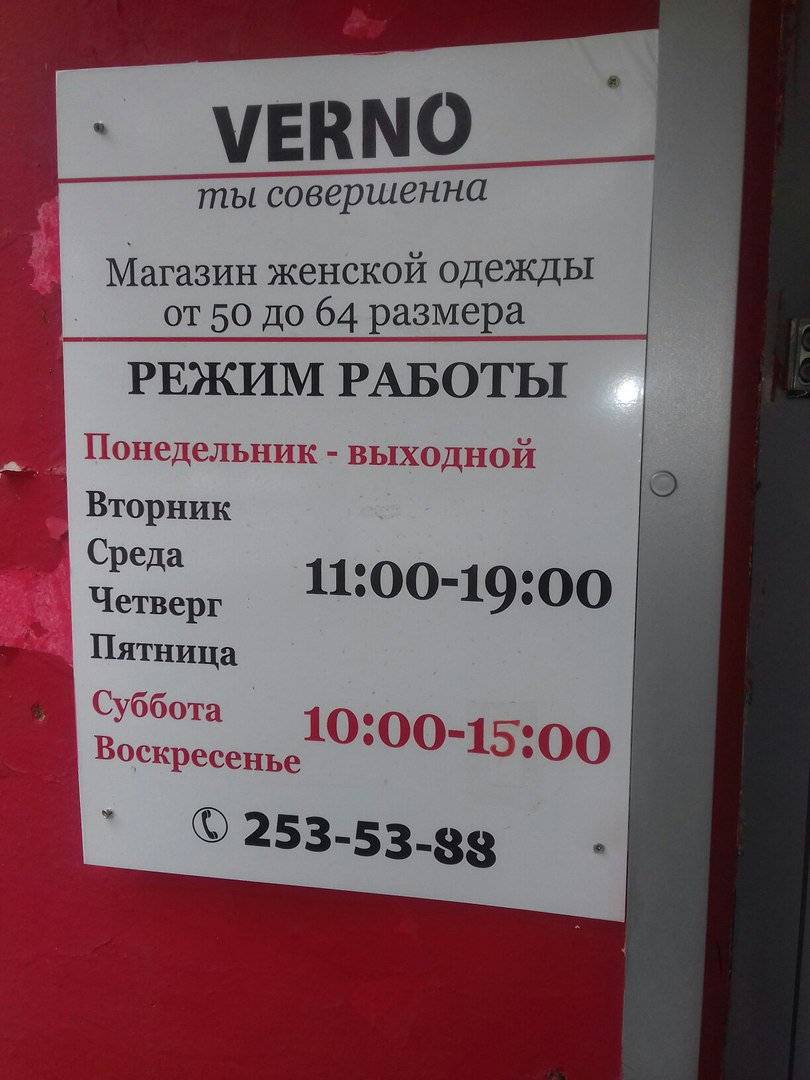 VERNO
ты совершенна
Магазин женской одежды
от 50 до 64 размера
РЕЖИМ РАБОТЫ
Понедельник - выходной
Вторник
Среда
Четверг
Пятница
11:00-19:00
Суббота
Воскресенье
10:00-15:00
253-53-88